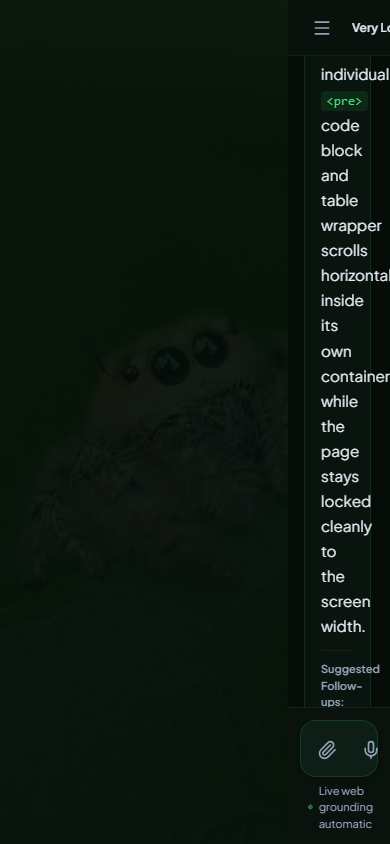 Very Lo
individual
<pre>
code
block
and
table
wrapper
scrolls
horizontal
inside
its
own
container
while
the
page
stays
locked
cleanly
to
the
screen
width.
Suggested
Follow-
ups:
Live web
grounding
automatic